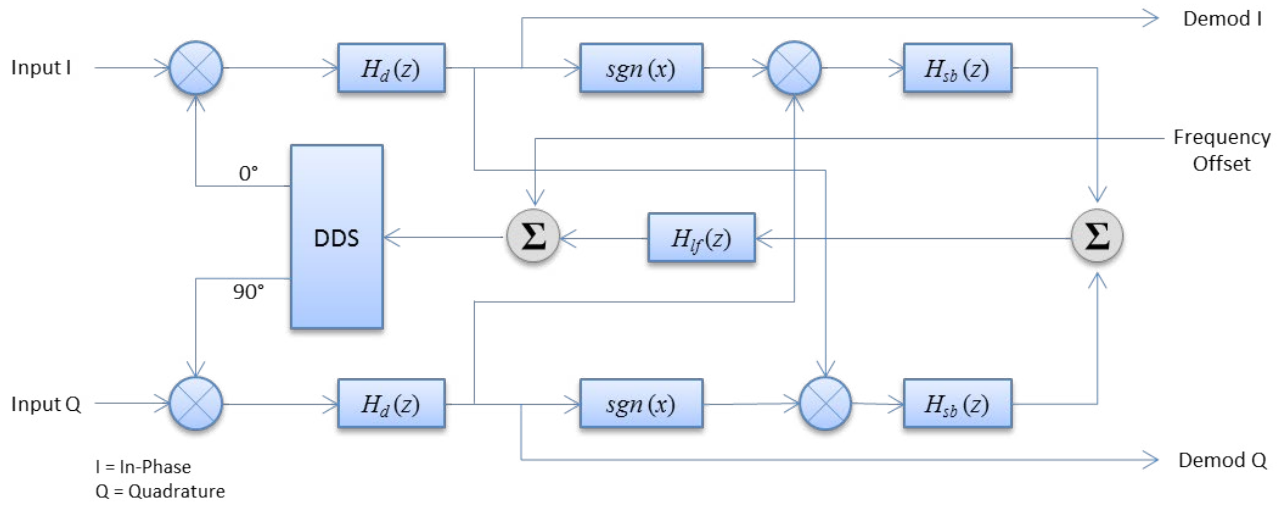 Demod I
Input I
H_d(z)
sgn(x)
H_sb(z)
Frequency
Offset
0°
DDS
Σ
H_lf(z)
Σ
90°
Input Q
H_d(z)
sgn(x)
H_sb(z)
Demod Q
I = In-Phase
Q = Quadrature